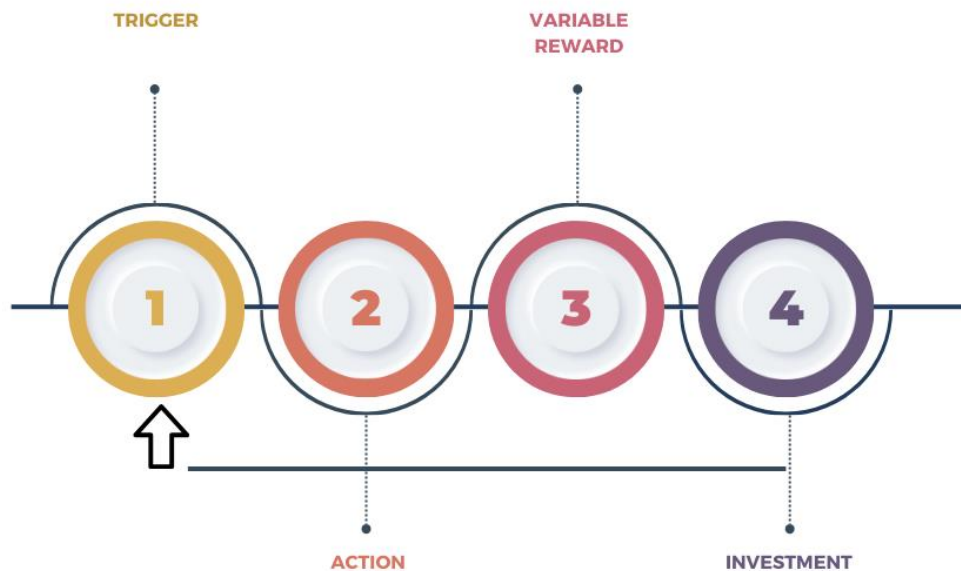 TRIGGER
VARIABLE
REWARD
1
2
3
4
ACTION
INVESTMENT